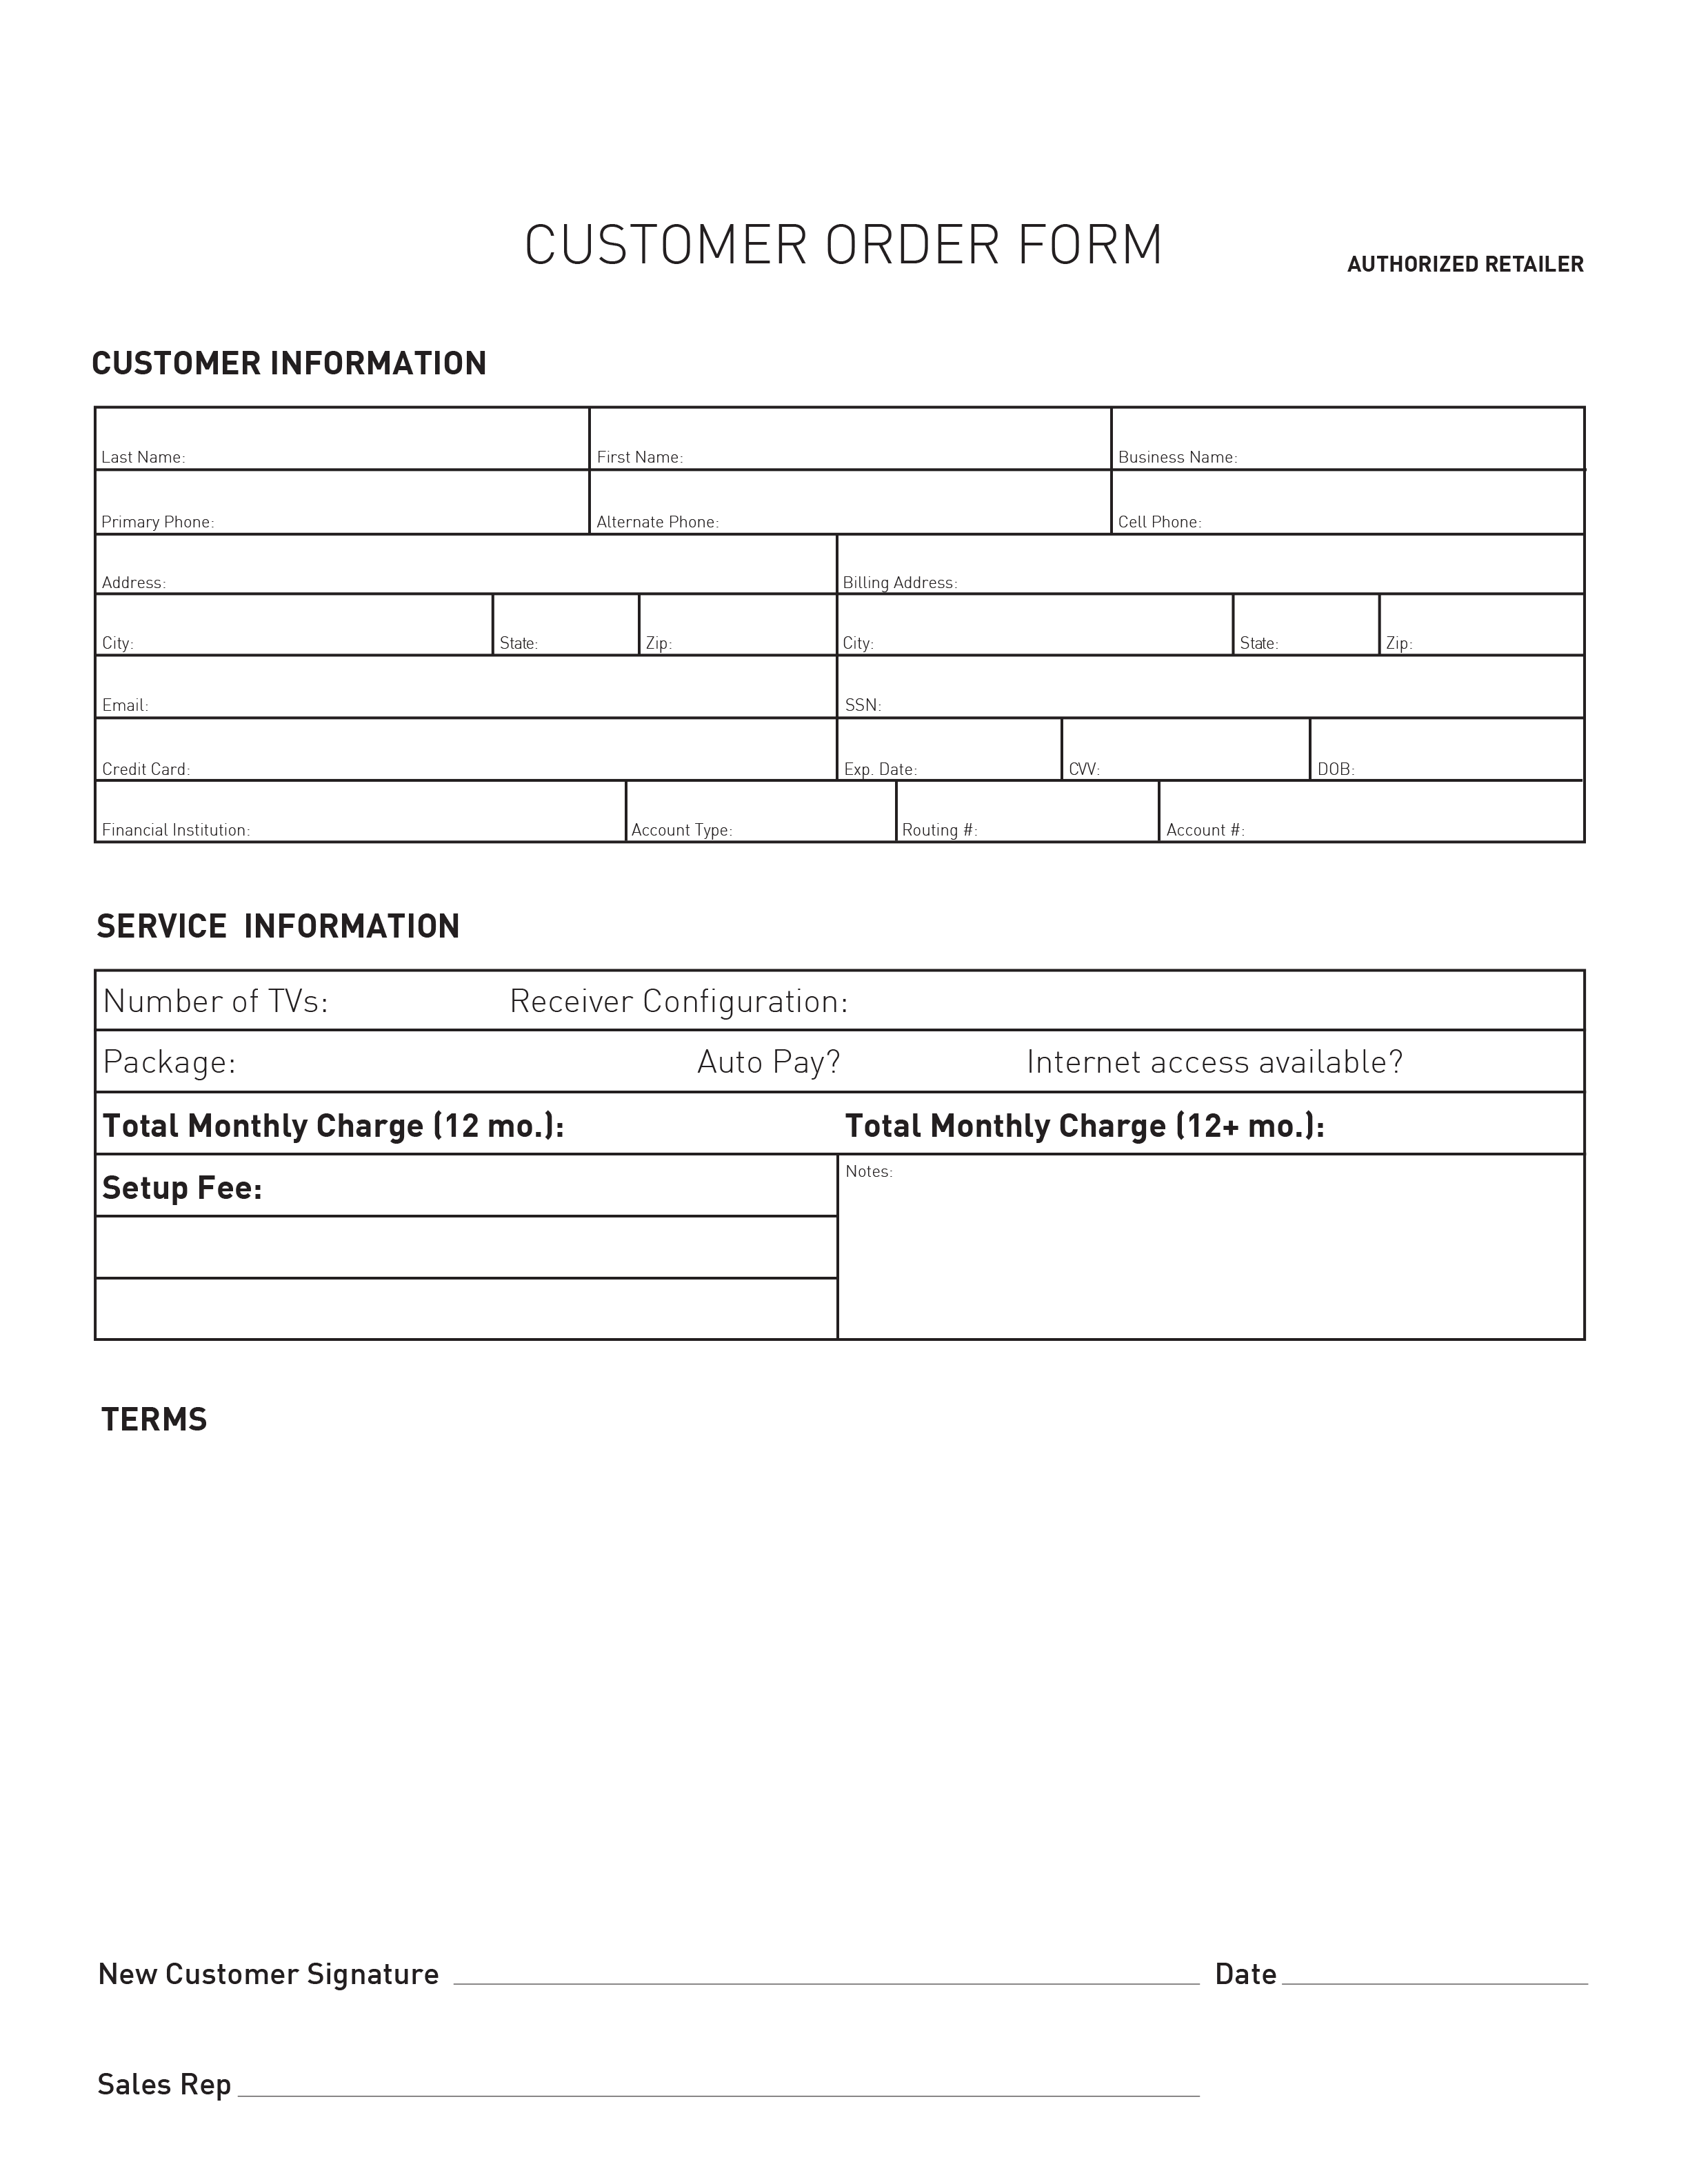 CUSTOMER ORDER FORM
AUTHORIZED RETAILER
CUSTOMER INFORMATION
Last Name: First Name: Business Name:
Primary Phone: Alternate Phone: Cell Phone:
Address: Billing Address:
City: State: Zip: City: State: Zip:
Email: SSN:
Credit Card: Exp. Date: CVV: DOB:
Financial Institution: Account Type: Routing #: Account #:
SERVICE INFORMATION
Number of TVs: Receiver Configuration:
Package: Auto Pay? Internet access available?
Total Monthly Charge (12 mo.): Total Monthly Charge (12+ mo.):
Setup Fee: Notes:
TERMS
New Customer Signature Date
Sales Rep